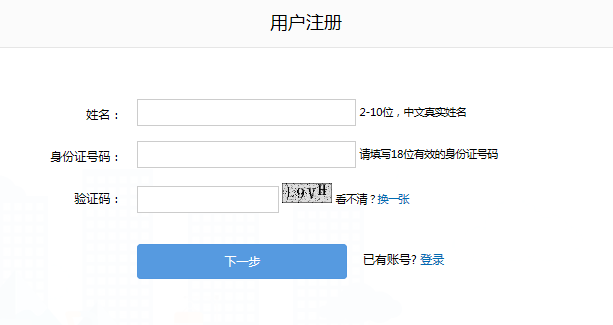 用户注册
姓名： 2-10位，中文真实姓名
身份证号码： 请填写18位有效的身份证号码
验证码： 看不清？换一张
下一步 已有账号? 登录